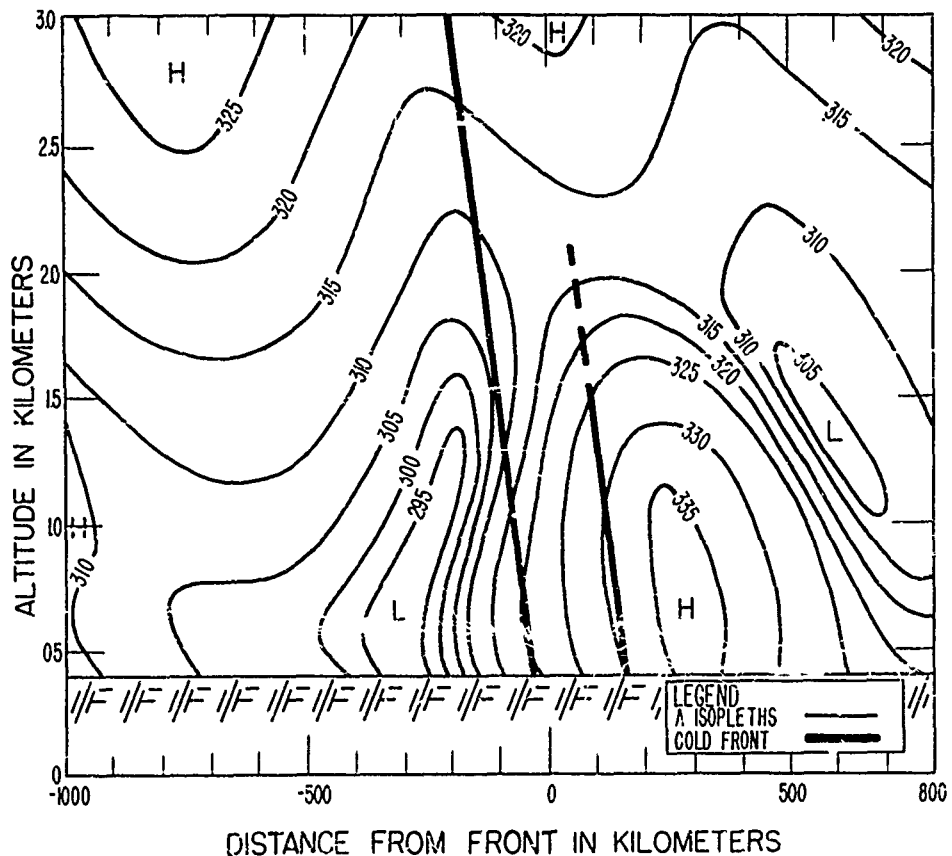 3.0
H
H
320
320
325
315
2.5
320
310
315
2.0
310
315
310
305
320
1.5
325
305
L
330
300
295
335
1.0
H
310
L
H
0.5
LEGEND
Λ ISOPLETHS
COLD FRONT
0
-1000
-500
0
500
800
ALTITUDE IN KILOMETERS
DISTANCE FROM FRONT IN KILOMETERS